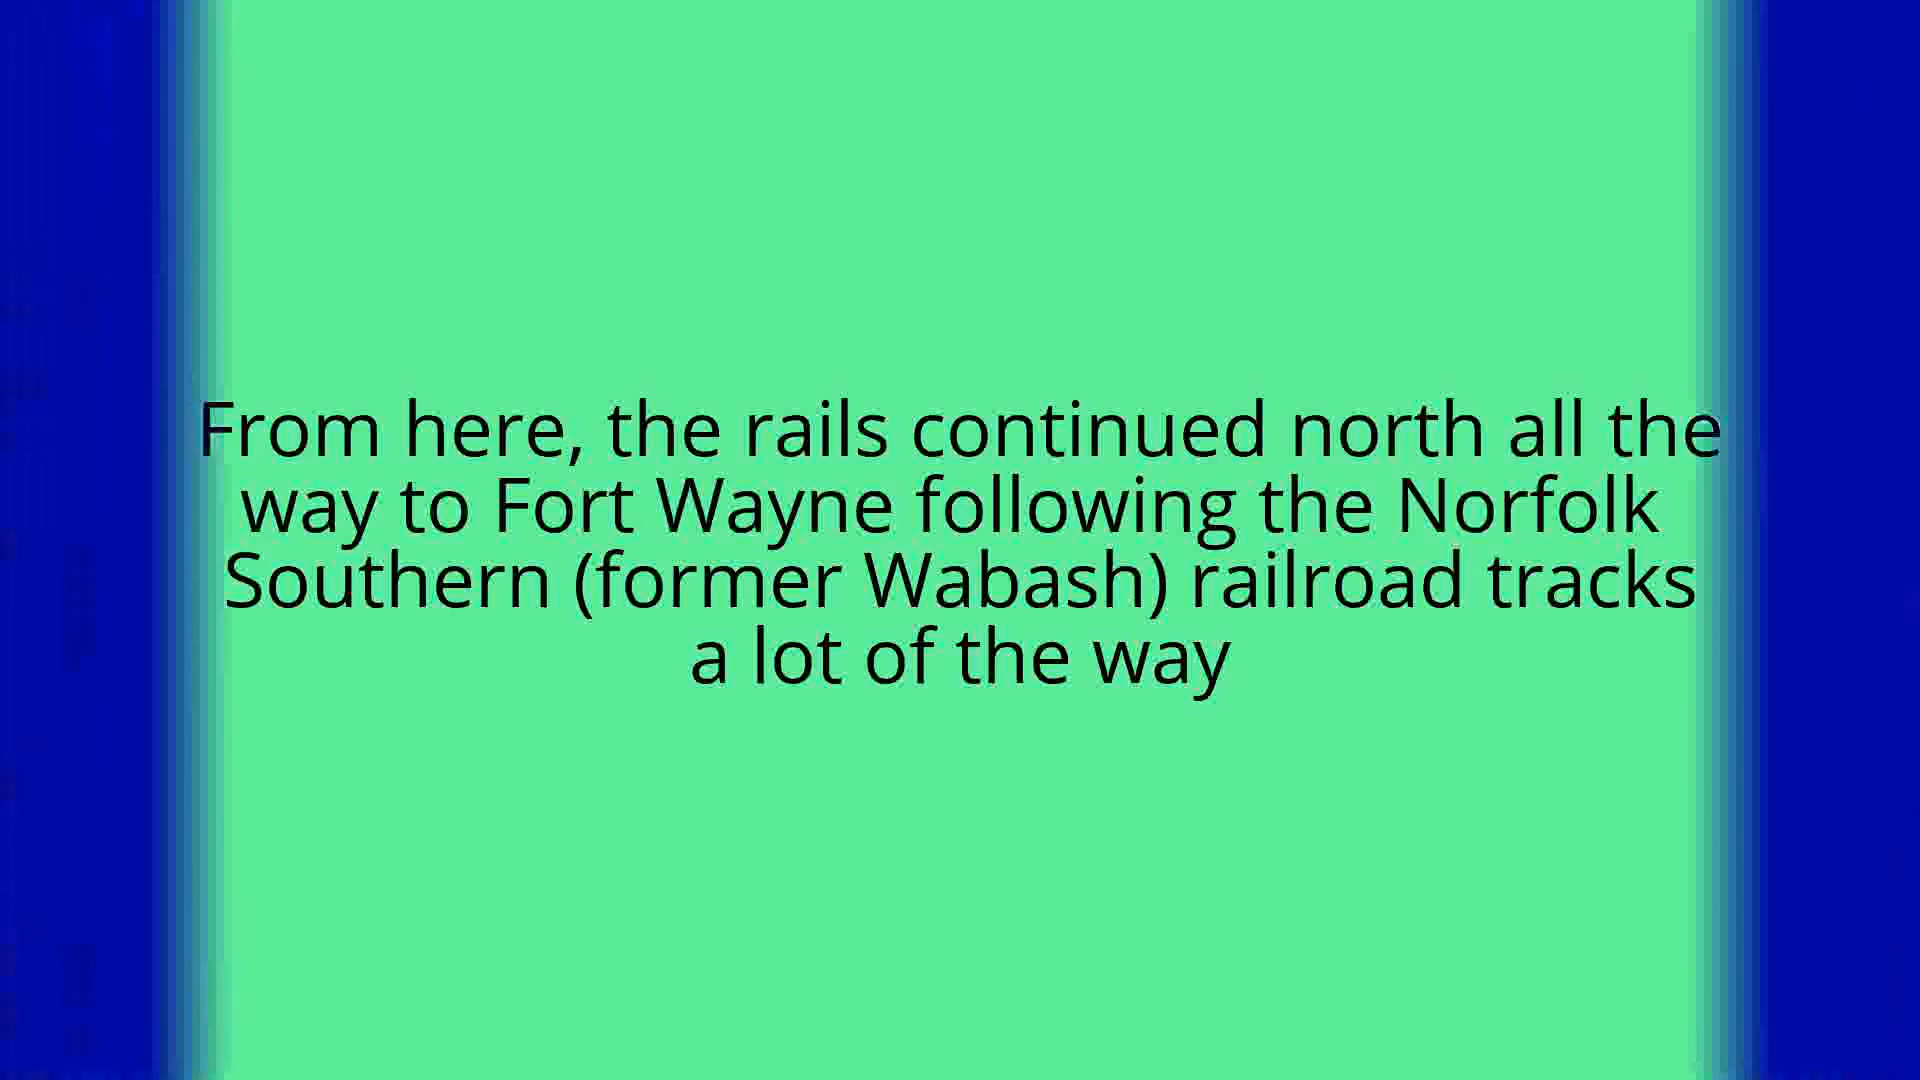 From here, the rails continued north all the
way to Fort Wayne following the Norfolk
Southern (former Wabash) railroad tracks
a lot of the way